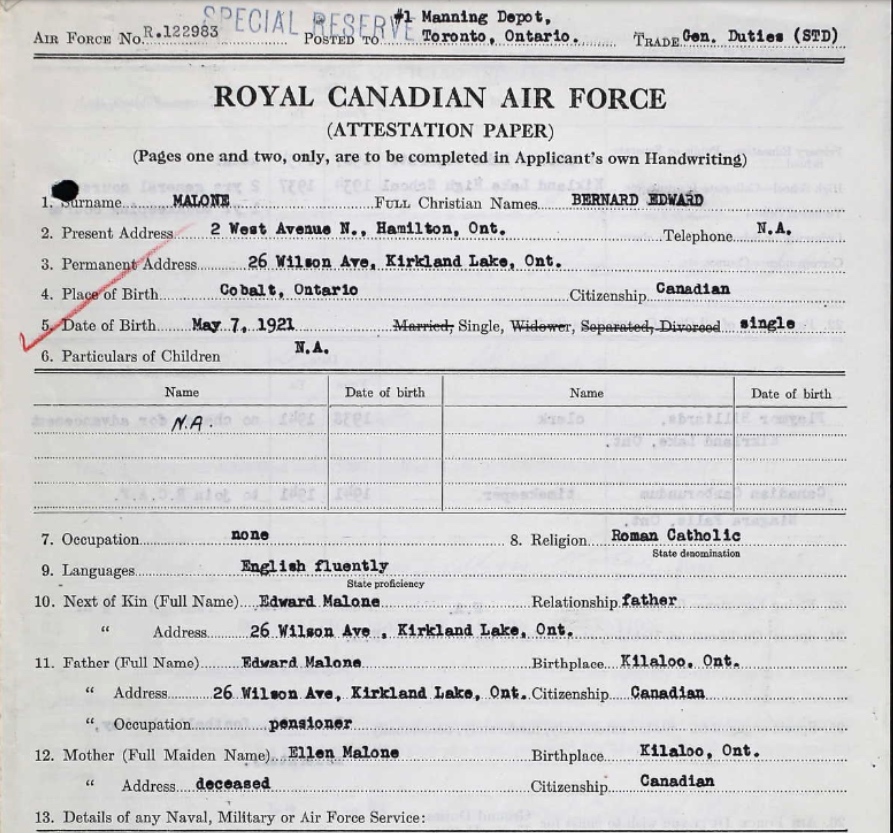 SPECIAL RESERVE
AIR FORCE No. R.122983 POSTED TO #1 Manning Depot, Toronto, Ontario. TRADE Gen. Duties (STD)
ROYAL CANADIAN AIR FORCE
(ATTESTATION PAPER)
(Pages one and two, only, are to be completed in Applicant's own Handwriting)
1. Surname MALONE FULL Christian Names BERNARD EDWARD
2. Present Address 2 West Avenue N., Hamilton, Ont. Telephone N.A.
3. Permanent Address 26 Wilson Ave, Kirkland Lake, Ont.
4. Place of Birth Cobalt, Ontario Citizenship Canadian
5. Date of Birth May 7, 1921 Married, Single, Widower, Separated, Divorced single
6. Particulars of Children N.A.
Name Date of birth Name Date of birth
N.A.
7. Occupation none 8. Religion Roman Catholic
State denomination
9. Languages English fluently
State proficiency
10. Next of Kin (Full Name) Edward Malone Relationship father
" Address 26 Wilson Ave , Kirkland Lake, Ont.
11. Father (Full Name) Edward Malone Birthplace Kilaloo, Ont.
" Address 26 Wilson Ave, Kirkland Lake, Ont. Citizenship Canadian
" Occupation pensioner
12. Mother (Full Maiden Name) Ellen Malone Birthplace Kilaloo, Ont.
" Address deceased Citizenship Canadian
13. Details of any Naval, Military or Air Force Service: